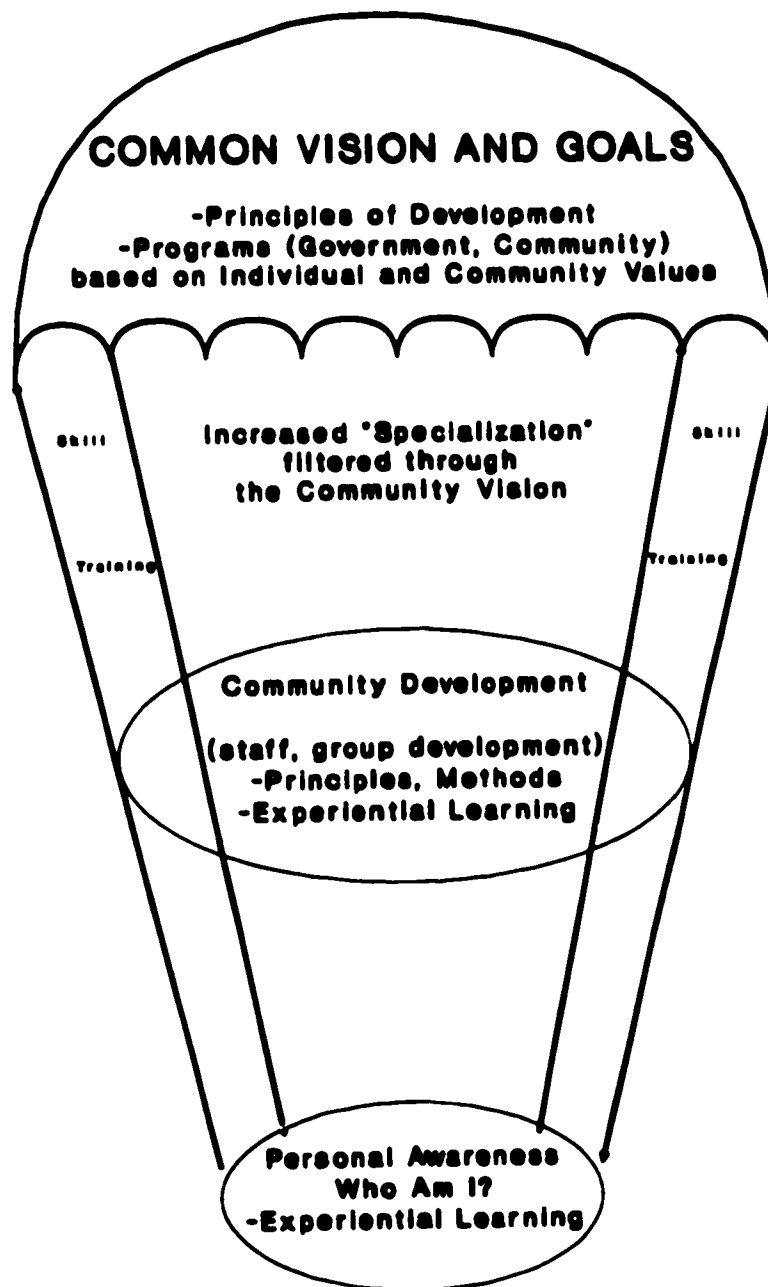 COMMON VISION AND GOALS
-Principles of Development
-Programs (Government, Community)
based on Individual and Community Values
Skill
Increased "Specialization"
filtered through
the Community Vision
Skill
Training
Training
Community Development
(staff, group development)
-Principles, Methods
-Experiential Learning
Personal Awareness
Who Am I?
-Experiential Learning